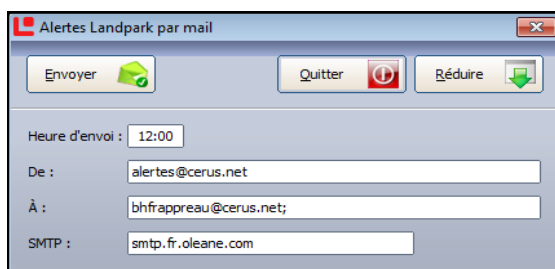 Alertes Landpark par mail
Envoyer Quitter Réduire
Heure d'envoi : 12:00
De : alertes@cerus.net
À : bhfrappreau@cerus.net;
SMTP : smtp.fr.oleane.com